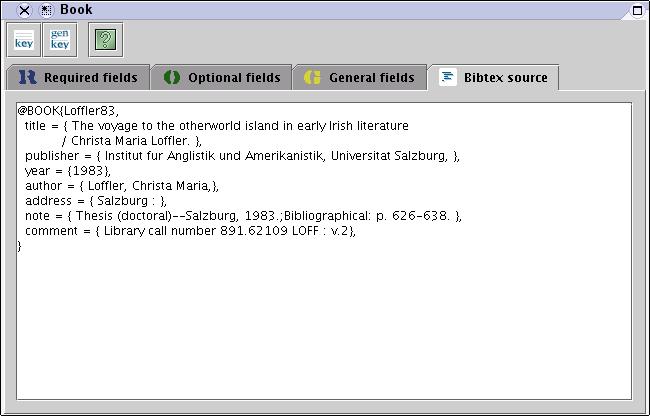 Book
key
gen
key
?
Required fields
Optional fields
General fields
Bibtex source
@BOOK{Loffler83,
title = { The voyage to the otherworld island in early Irish literature
/ Christa Maria Loffler. },
publisher = { Institut fur Anglistik und Amerikanistik, Universitat Salzburg, },
year = {1983},
author = { Loffler, Christa Maria,},
address = { Salzburg : },
note = { Thesis (doctoral)--Salzburg, 1983.;Bibliographical: p. 626-638. },
comment = { Library call number 891.62109 LOFF : v.2},
}